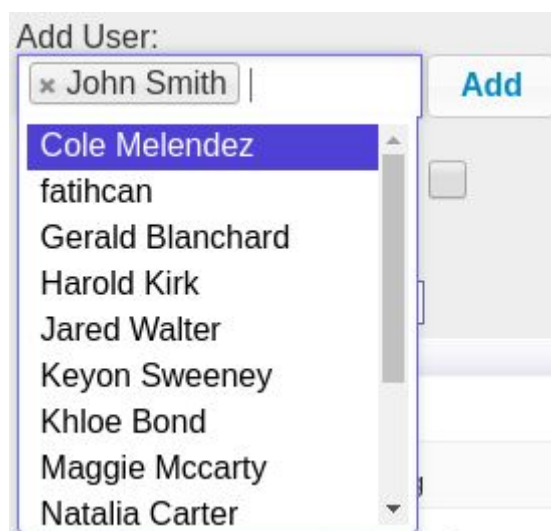 Add User:
× John Smith Add
Cole Melendez
fatihcan
Gerald Blanchard
Harold Kirk
Jared Walter
Keyon Sweeney
Khloe Bond
Maggie Mccarty
Natalia Carter